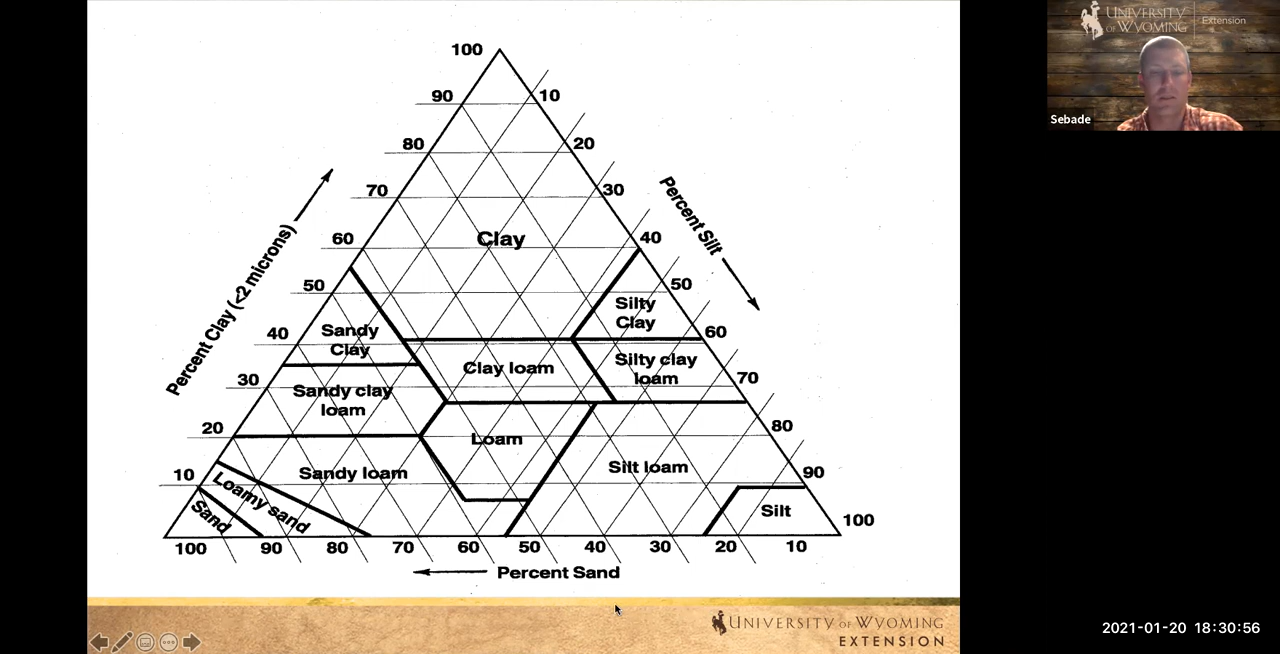 100
90
10
80
20
70
30
Percent Clay (<2 microns)
Percent Silt
60
Clay
40
50
Silty
Clay
50
40
Sandy
Clay
60
Clay loam
Silty clay
loam
30
Sandy clay
loam
70
20
Loam
80
10
Sandy loam
Silt loam
90
Loamy sand
Sand
Silt
100
100
90
80
70
60
50
40
30
20
10
Percent Sand
UNIVERSITY OF WYOMING
EXTENSION
UNIVERSITY OF WYOMING
Extension
Sebade
2021-01-20 18:30:56